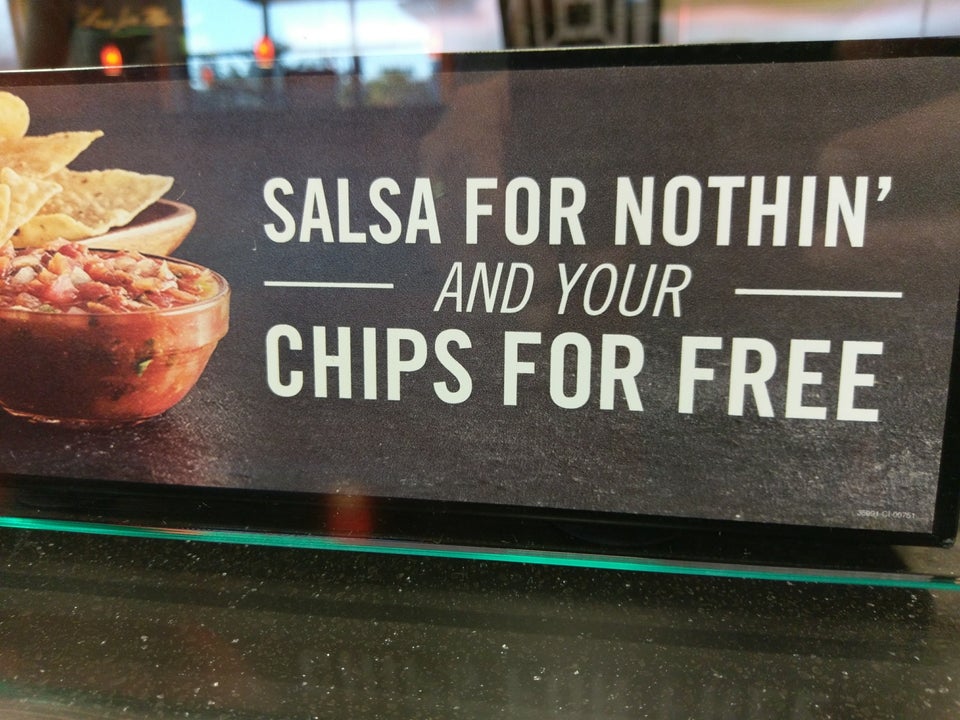 SALSA FOR NOTHIN'
AND YOUR
CHIPS FOR FREE